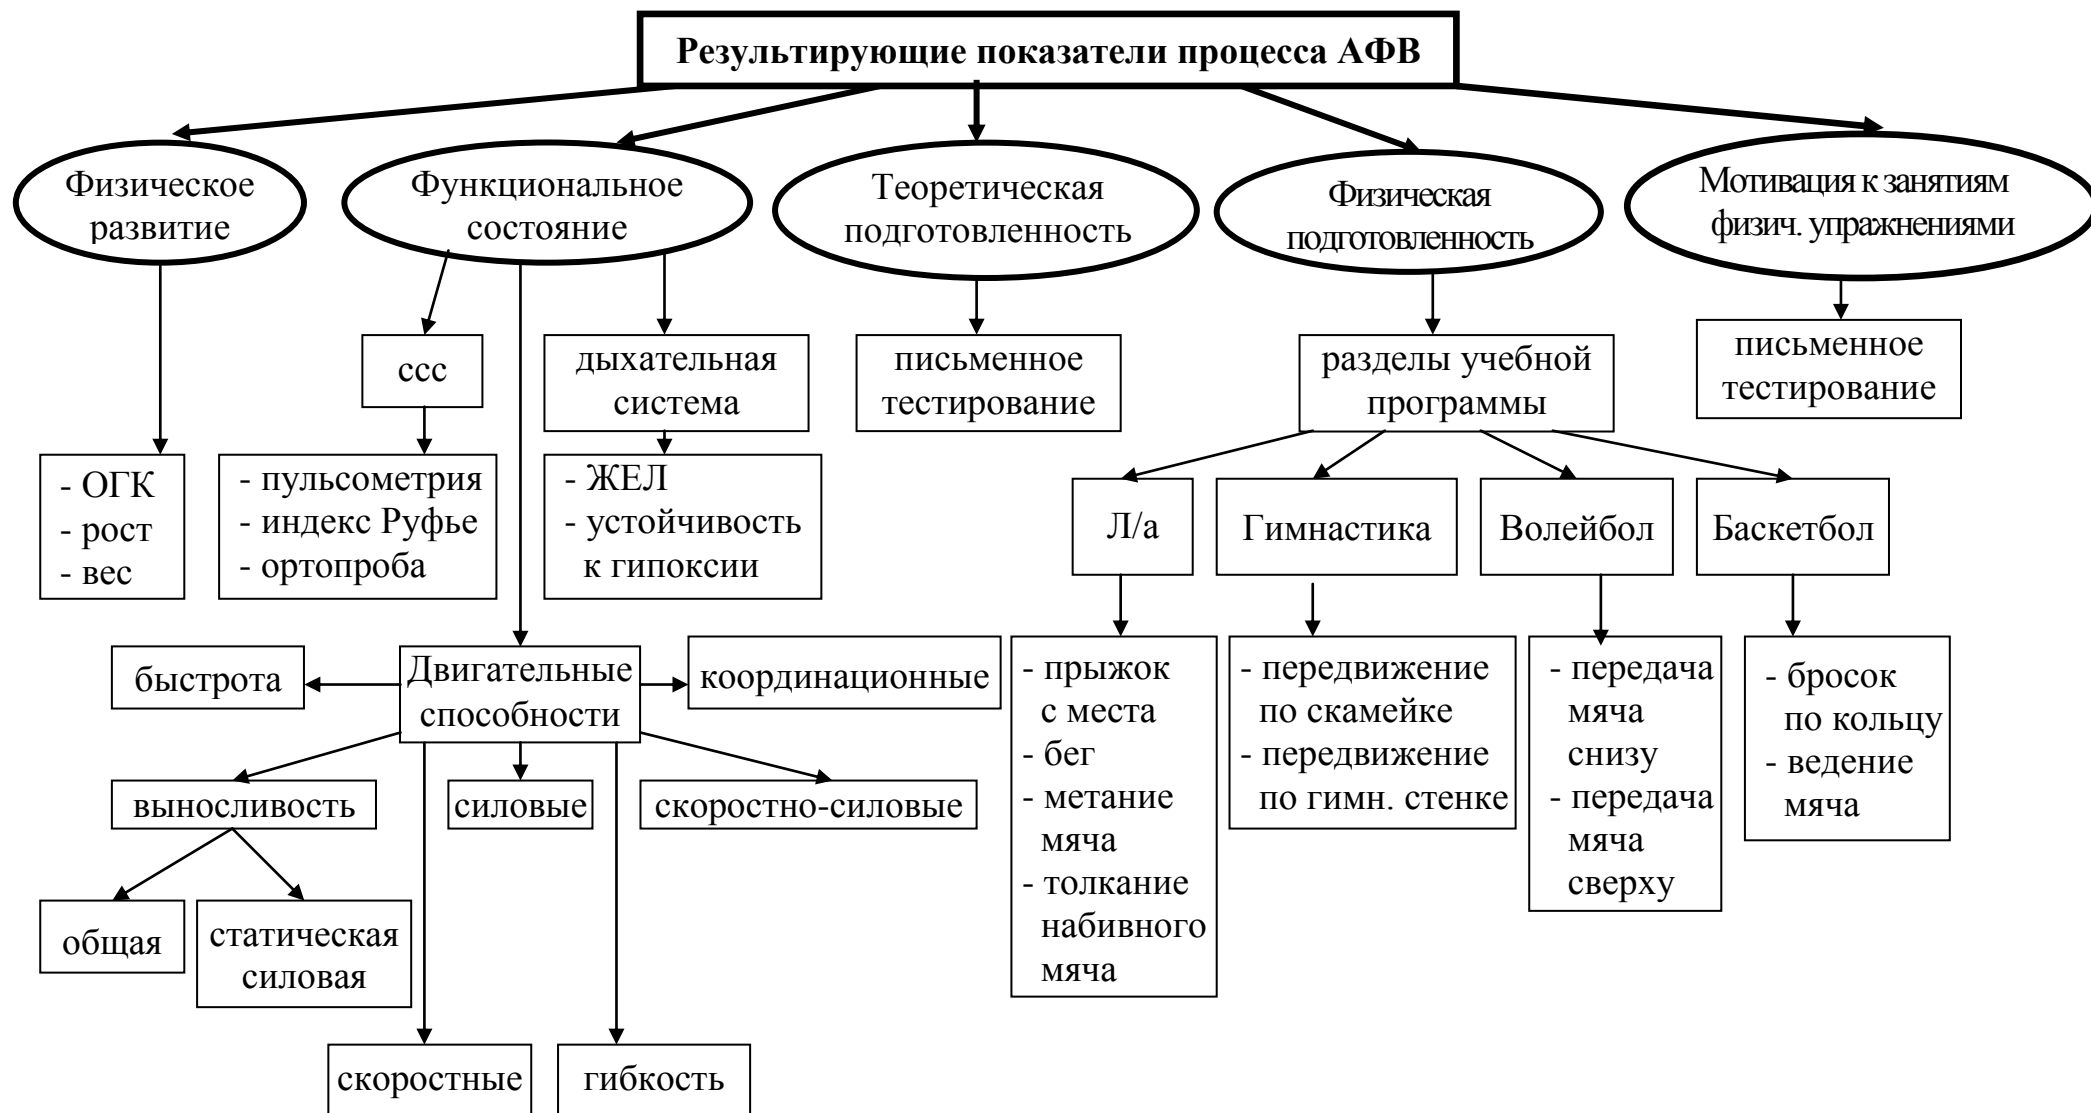 Результирующие показатели процесса АФВ
Физическое
развитие
Функциональное
состояние
Теоретическая
подготовленность
Физическая
подготовленность
Мотивация к занятиям
физич. упражнениями
ссс
дыхательная
система
письменное
тестирование
разделы учебной
программы
письменное
тестирование
- ОГК
- рост
- вес
- пульсометрия
- индекс Руфье
- ортопроба
- ЖЕЛ
- устойчивость
к гипоксии
Л/а
Гимнастика
Волейбол
Баскетбол
быстрота
Двигательные
способности
координационные
выносливость
силовые
скоростно-силовые
общая
статическая
силовая
скоростные
гибкость
- прыжок
с места
- бег
- метание
мяча
- толкание
набивного
мяча
- передвижение
по скамейке
- передвижение
по гимн. стенке
- передача
мяча
снизу
- передача
мяча
сверху
- бросок
по кольцу
- ведение
мяча